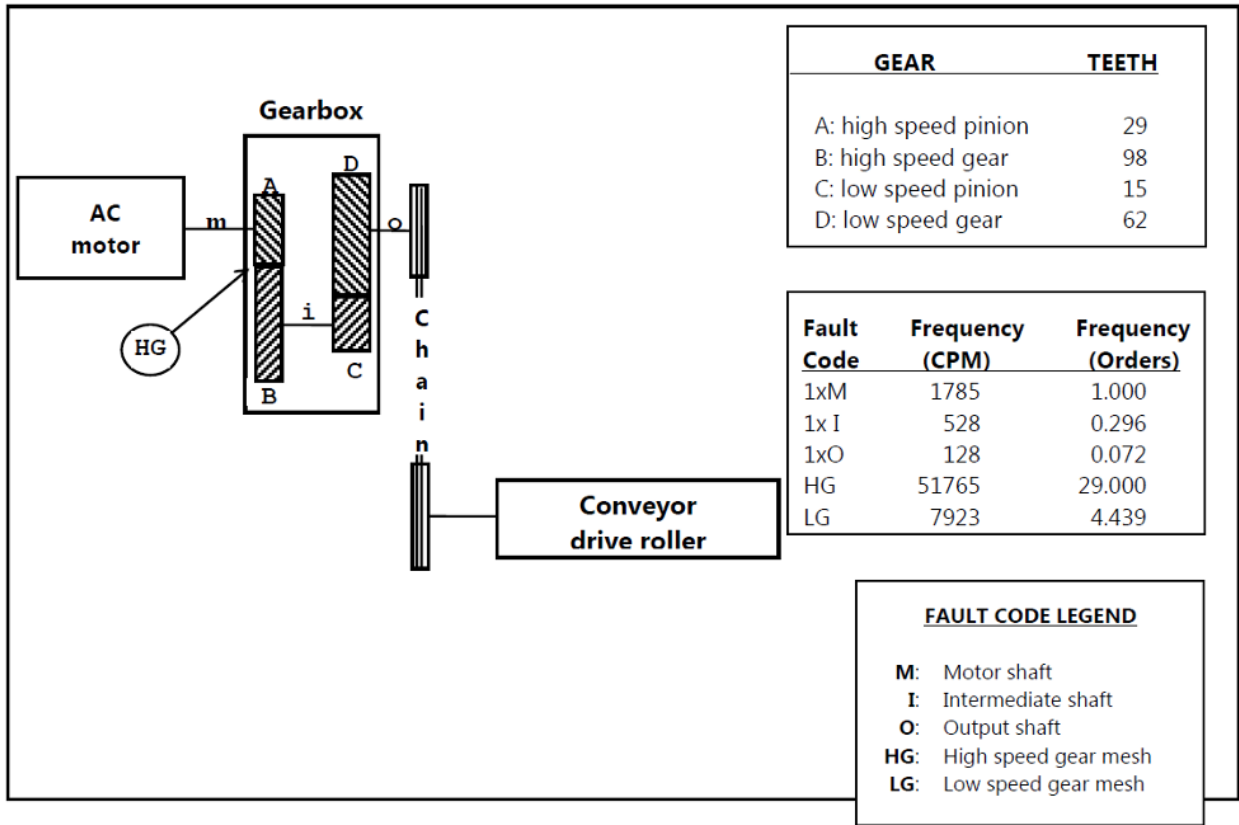 Gearbox
AC
motor
m
A
D
o
HG
i
B
C
C
h
a
i
n
Conveyor
drive roller
GEAR TEETH
A: high speed pinion 29
B: high speed gear 98
C: low speed pinion 15
D: low speed gear 62
Fault Frequency Frequency
Code (CPM) (Orders)
1xM 1785 1.000
1x I 528 0.296
1xO 128 0.072
HG 51765 29.000
LG 7923 4.439
FAULT CODE LEGEND
M: Motor shaft
I: Intermediate shaft
O: Output shaft
HG: High speed gear mesh
LG: Low speed gear mesh